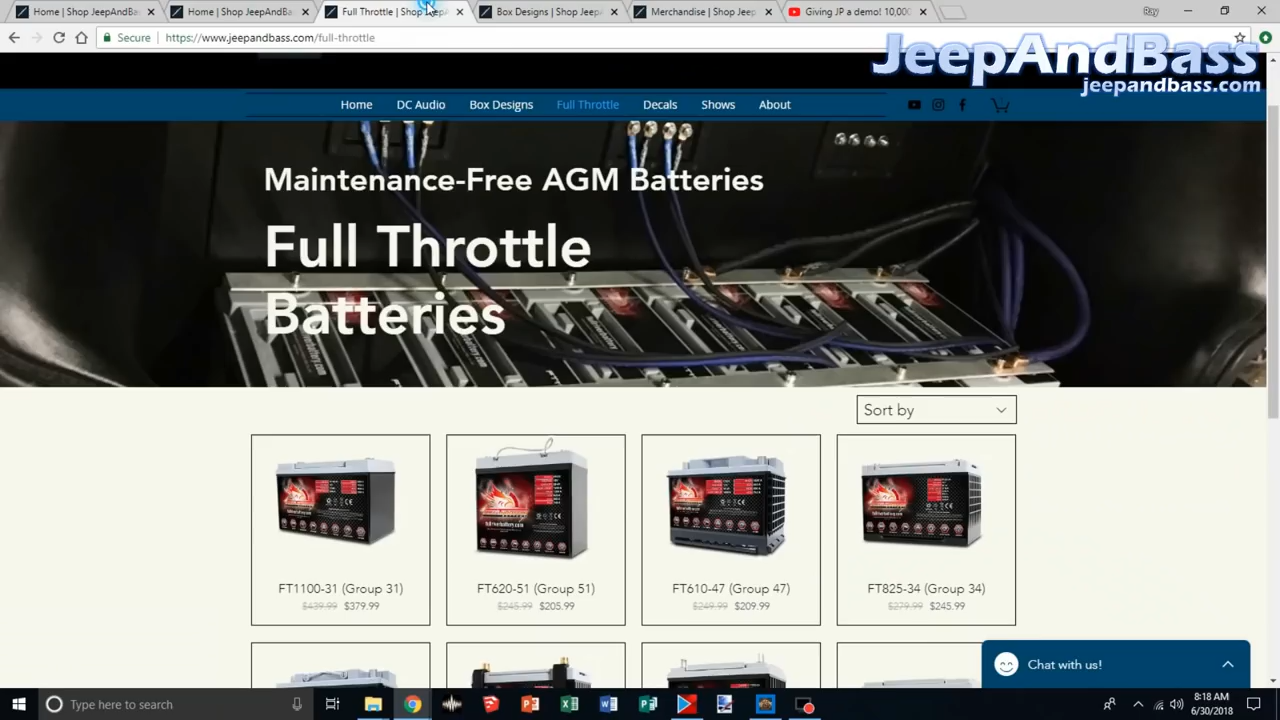 Home | Shop JeepAndBas
Home | Shop JeepAndBas
Full Throttle | Shop JeepA
Box Designs | Shop Jeep
Merchandise | Shop Jeep
Giving JP a demo! 10,000
Ray
Secure
https://www.jeepandbass.com/full-throttle
JeepAndBass
jeepandbass.com
Home
DC Audio
Box Designs
Full Throttle
Decals
Shows
About
Maintenance-Free AGM Batteries
Full Throttle
Batteries
Sort by
FT1100-31 (Group 31)
$439.99 $379.99
FT620-51 (Group 51)
$245.99 $205.99
FT610-47 (Group 47)
$249.99 $209.99
FT825-34 (Group 34)
$279.99 $245.99
Chat with us!
Type here to search
8:18 AM
6/30/2018